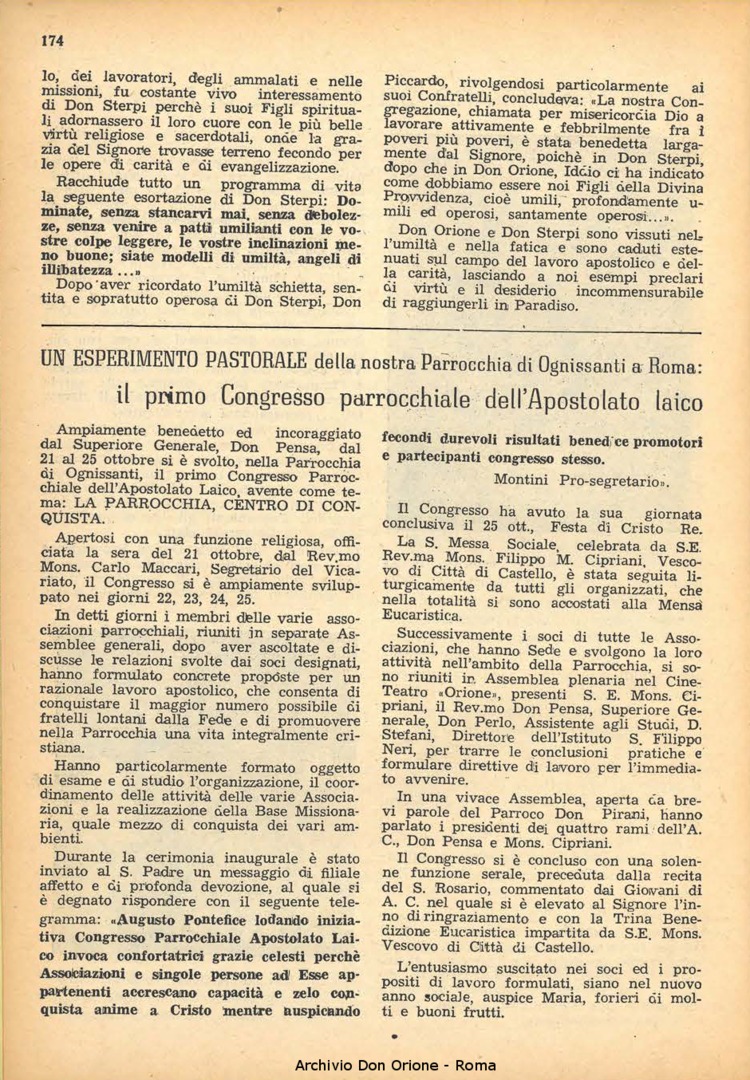 174
lo, dei lavoratori, degli ammalati e nelle
missioni, fu costante vivo interessamento
di Don Sterpi perchè i suoi Figli spiritua-
li adornassero il loro cuore con le più belle
virtù religiose e sacerdotali, onde la gra-
zia del Signore trovasse terreno fecondo per
le opere di carità e di evangelizzazione.
Racchiude tutto un programma di vita
la seguente esortazione di Don Sterpi: Do-
minate, senza stancarvi mai, senza debolez-
ze, senza venire a patti umilianti con le vo-
stre colpe leggere, le vostre inclinazioni me-
no buone; siate modelli di umiltà, angeli di
illibatezza ...»
Dopo aver ricordato l'umiltà schietta, sen-
tita e sopratutto operosa di Don Sterpi, Don
Piccardo, rivolgendosi particolarmente ai
suoi Confratelli, concludeva: «La nostra Con-
gregazione, chiamata per misericordia Dio a
lavorare attivamente e febbrilmente fra i
poveri più poveri, è stata benedetta larga-
mente dal Signore, poichè in Don Sterpi,
dopo che in Don Orione, Iddio ci ha indicato
come dobbiamo essere noi Figli della Divina
Provvidenza, cioè umili, profondamente u-
mili ed operosi, santamente operosi...».
Don Orione e Don Sterpi sono vissuti nel-
l'umiltà e nella fatica e sono caduti este-
nuati sul campo del lavoro apostolico e del-
la carità, lasciando a noi esempi preclari
di virtù e il desiderio incommensurabile
di raggiungerli in Paradiso.
UN ESPERIMENTO PASTORALE della nostra Parrocchia di Ognissanti a Roma:
il primo Congresso parrocchiale dell'Apostolato laico
Ampiamente benedetto ed incoraggiato
dal Superiore Generale, Don Pensa, dal
21 al 25 ottobre si è svolto, nella Parrocchia
di Ognissanti, il primo Congresso Parroc-
chiale dell'Apostolato Laico, avente come te-
ma: LA PARROCCHIA, CENTRO DI CON-
QUISTA.
Apertosi con una funzione religiosa, offi-
ciata la sera del 21 ottobre, dal Rev.mo
Mons. Carlo Maccari, Segretario del Vica-
riato, il Congresso si è ampiamente svilup-
pato nei giorni 22, 23, 24, 25.
In detti giorni i membri delle varie asso-
ciazioni parrocchiali, riuniti in separate As-
semblee generali, dopo aver ascoltate e di-
scusse le relazioni svolte dai soci designati,
hanno formulato concrete proposte per un
razionale lavoro apostolico, che consenta di
conquistare il maggior numero possibile di
fratelli lontani dalla Fede e di promuovere
nella Parrocchia una vita integralmente cri-
stiana.
Hanno particolarmente formato oggetto
di esame e di studio l'organizzazione, il coor-
dinamento delle attività delle varie Associa-
zioni e la realizzazione della Base Missiona-
ria, quale mezzo di conquista dei vari am-
bienti.
Durante la cerimonia inaugurale è stato
inviato al S. Padre un messaggio di filiale
affetto e di profonda devozione, al quale si
è degnato rispondere con il seguente tele-
gramma: «Augusto Pontefice lodando inizia-
tiva Congresso Parrocchiale Apostolato Lai-
co invoca confortatrici grazie celesti perchè
Associazioni e singole persone ad Esse ap-
partenenti accrescano capacità e zelo con-
quista anime a Cristo mentre auspicando
fecondi durevoli risultati benedice promotori
e partecipanti congresso stesso.
Montini Pro-segretario».
Il Congresso ha avuto la sua giornata
conclusiva il 25 ott., Festa di Cristo Re.
La S. Messa Sociale, celebrata da S.E.
Rev.ma Mons. Filippo M. Cipriani, Vesco-
vo di Città di Castello, è stata seguita li-
turgicamente da tutti gli organizzati, che
nella totalità si sono accostati alla Mensa
Eucaristica.
Successivamente i soci di tutte le Asso-
ciazioni, che hanno Sede e svolgono la loro
attività nell'ambito della Parrocchia, si so-
no riuniti in Assemblea plenaria nel Cine-
Teatro «Orione», presenti S. E. Mons. Ci-
priani, il Rev.mo Don Pensa, Superiore Ge-
nerale, Don Perlo, Assistente agli Studi, D.
Stefani, Direttore dell'Istituto S. Filippo
Neri, per trarre le conclusioni pratiche e
formulare direttive di lavoro per l'immedia-
to avvenire.
In una vivace Assemblea, aperta da bre-
vi parole del Parroco Don Pirani, hanno
parlato i presidenti dei quattro rami dell'A.
C., Don Pensa e Mons. Cipriani.
Il Congresso si è concluso con una solen-
ne funzione serale, preceduta dalla recita
del S. Rosario, commentato dai Giovani di
A. C. nel quale si è elevato al Signore l'in-
no di ringraziamento e con la Trina Bene-
dizione Eucaristica impartita da S.E. Mons.
Vescovo di Città di Castello.
L'entusiasmo suscitato nei soci ed i pro-
positi di lavoro formulati, siano nel nuovo
anno sociale, auspice Maria, forieri di mol-
ti e buoni frutti.
Archivio Don Orione - Roma